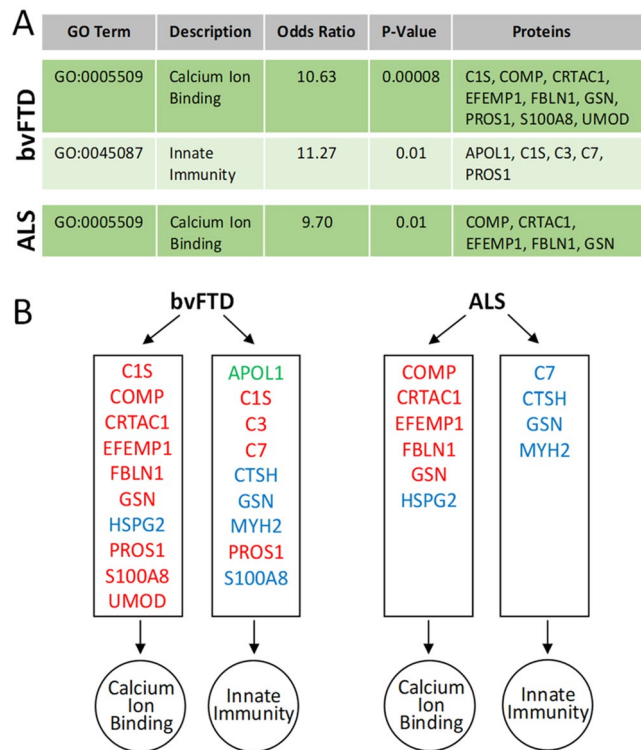 A
GO Term Description Odds Ratio P-Value Proteins
bvFTD
GO:0005509 Calcium Ion 10.63 0.00008 C1S, COMP, CRTAC1,
Binding EFEMP1, FBLN1, GSN,
PROS1, S100A8, UMOD
GO:0045087 Innate 11.27 0.01 APOL1, C1S, C3, C7,
Immunity PROS1
ALS
GO:0005509 Calcium Ion 9.70 0.01 COMP, CRTAC1,
Binding EFEMP1, FBLN1, GSN
B
bvFTD
C1S
COMP
CRTAC1
EFEMP1
FBLN1
GSN
HSPG2
PROS1
S100A8
UMOD
Calcium
Ion
Binding
APOL1
C1S
C3
C7
CTSH
GSN
MYH2
PROS1
S100A8
Innate
Immunity
ALS
COMP
CRTAC1
EFEMP1
FBLN1
GSN
HSPG2
Calcium
Ion
Binding
C7
CTSH
GSN
MYH2
Innate
Immunity